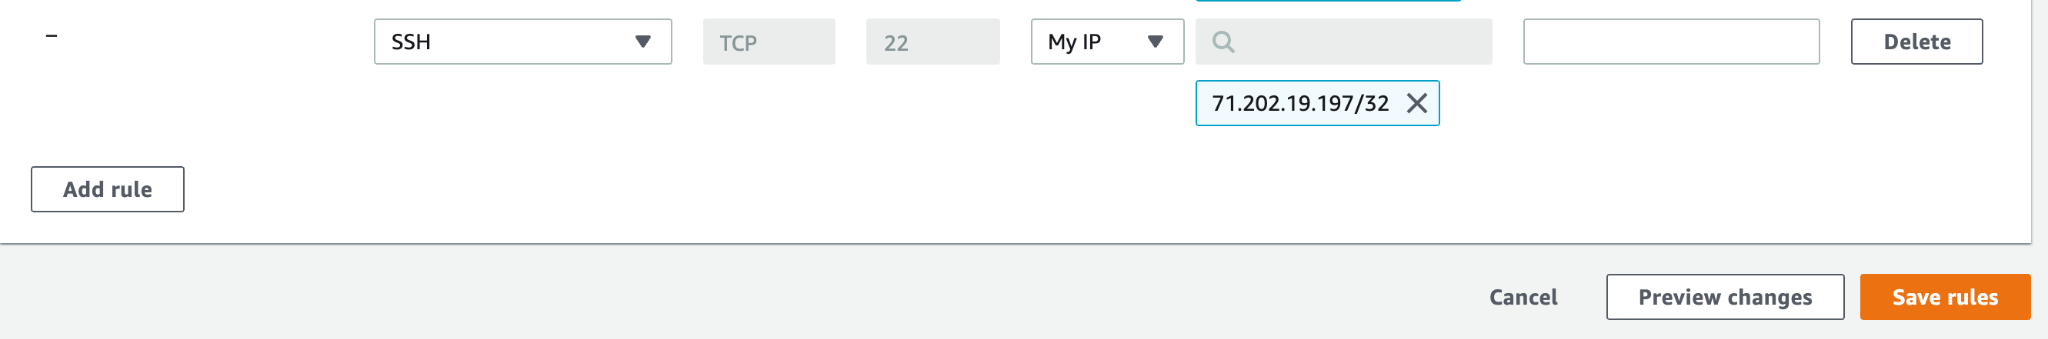 –
SSH
TCP
22
My IP
Delete
71.202.19.197/32
Add rule
Cancel
Preview changes
Save rules